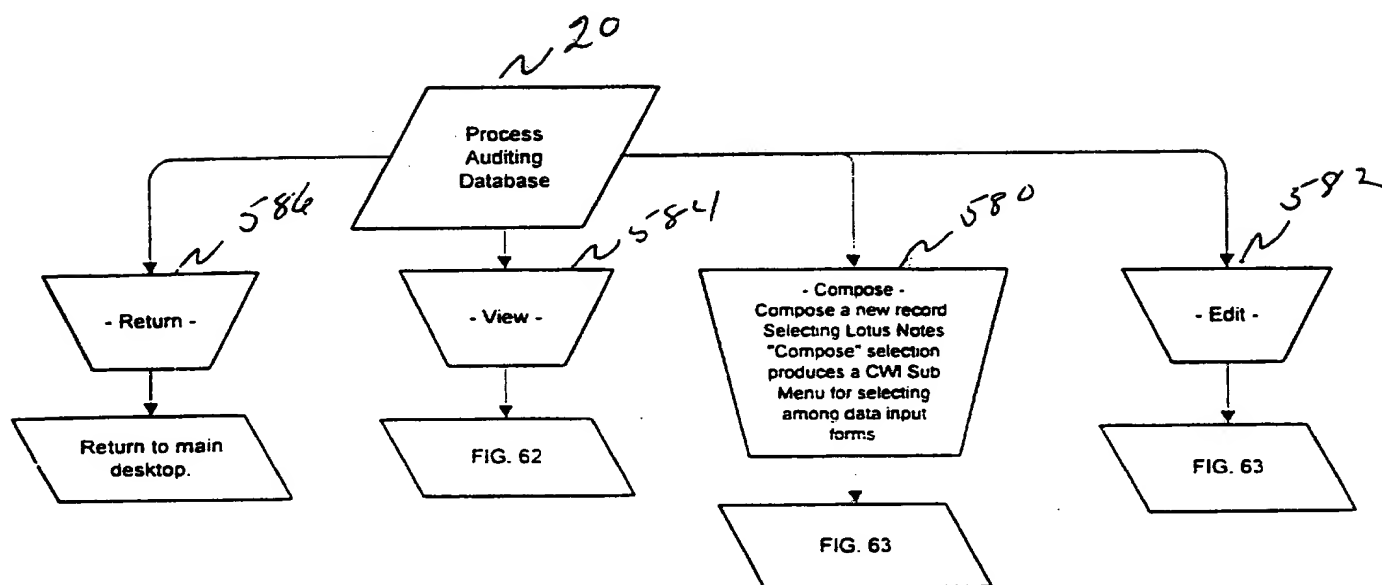 20
Process
Auditing
Database
586
584
580
582
- Return -
- View -
- Compose -
Compose a new record
Selecting Lotus Notes
"Compose" selection
produces a CWI Sub
Menu for selecting
among data input
forms
- Edit -
Return to main
desktop.
FIG. 62
FIG. 63
FIG. 63